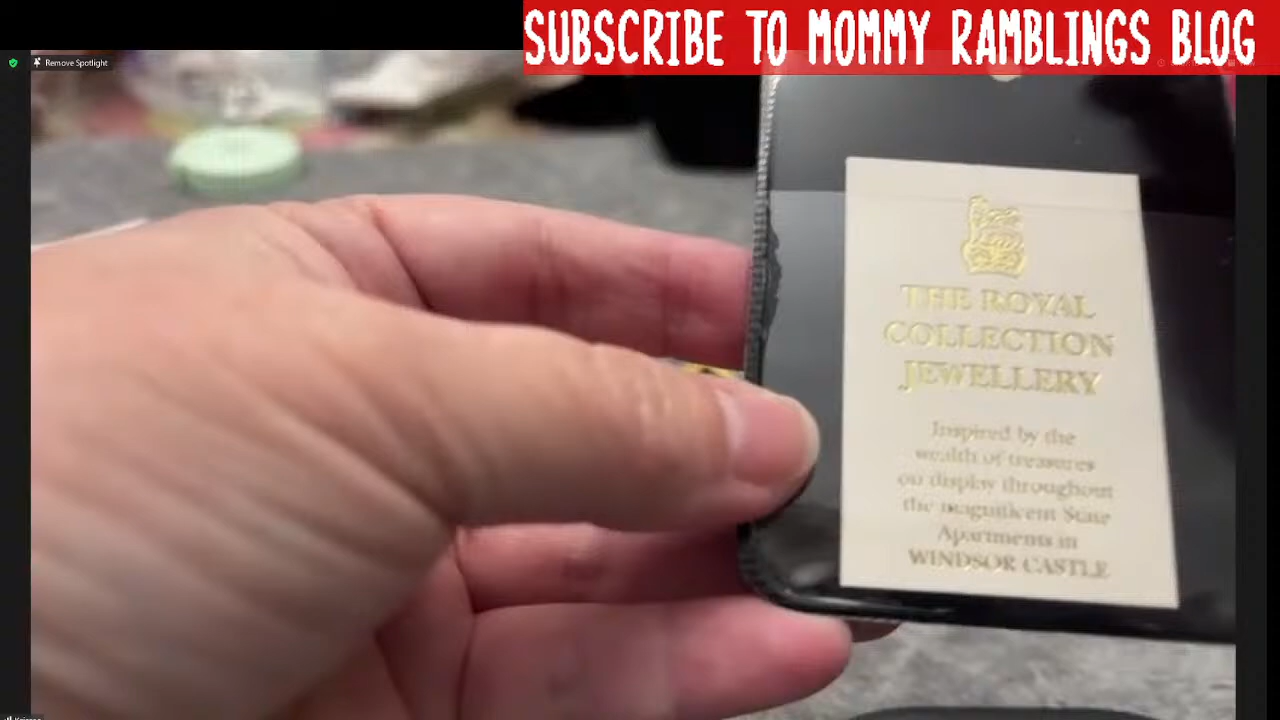 SUBSCRIBE TO MOMMY RAMBLINGS BLOG
Remove Spotlight
THE ROYAL
COLLECTION
JEWELLERY
Inspired by the
wealth of treasures
on display throughout
the magnificent State
Apartments in
WINDSOR CASTLE